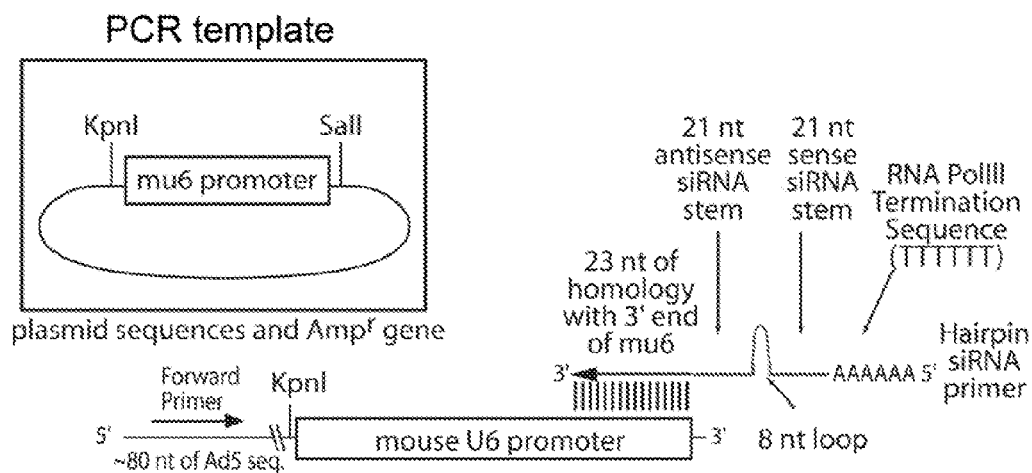 PCR template
KpnI
SalI
mu6 promoter
plasmid sequences and Ampʳ gene
21 nt
antisense
siRNA
stem
21 nt
sense
siRNA
stem
RNA PolIII
Termination
Sequence
(TTTTTT)
23 nt of
homology
with 3' end
of mu6
Hairpin
siRNA
primer
3'
AAAAAA 5'
8 nt loop
Forward
Primer
KpnI
5'
mouse U6 promoter
3'
~80 nt of Ad5 seq.